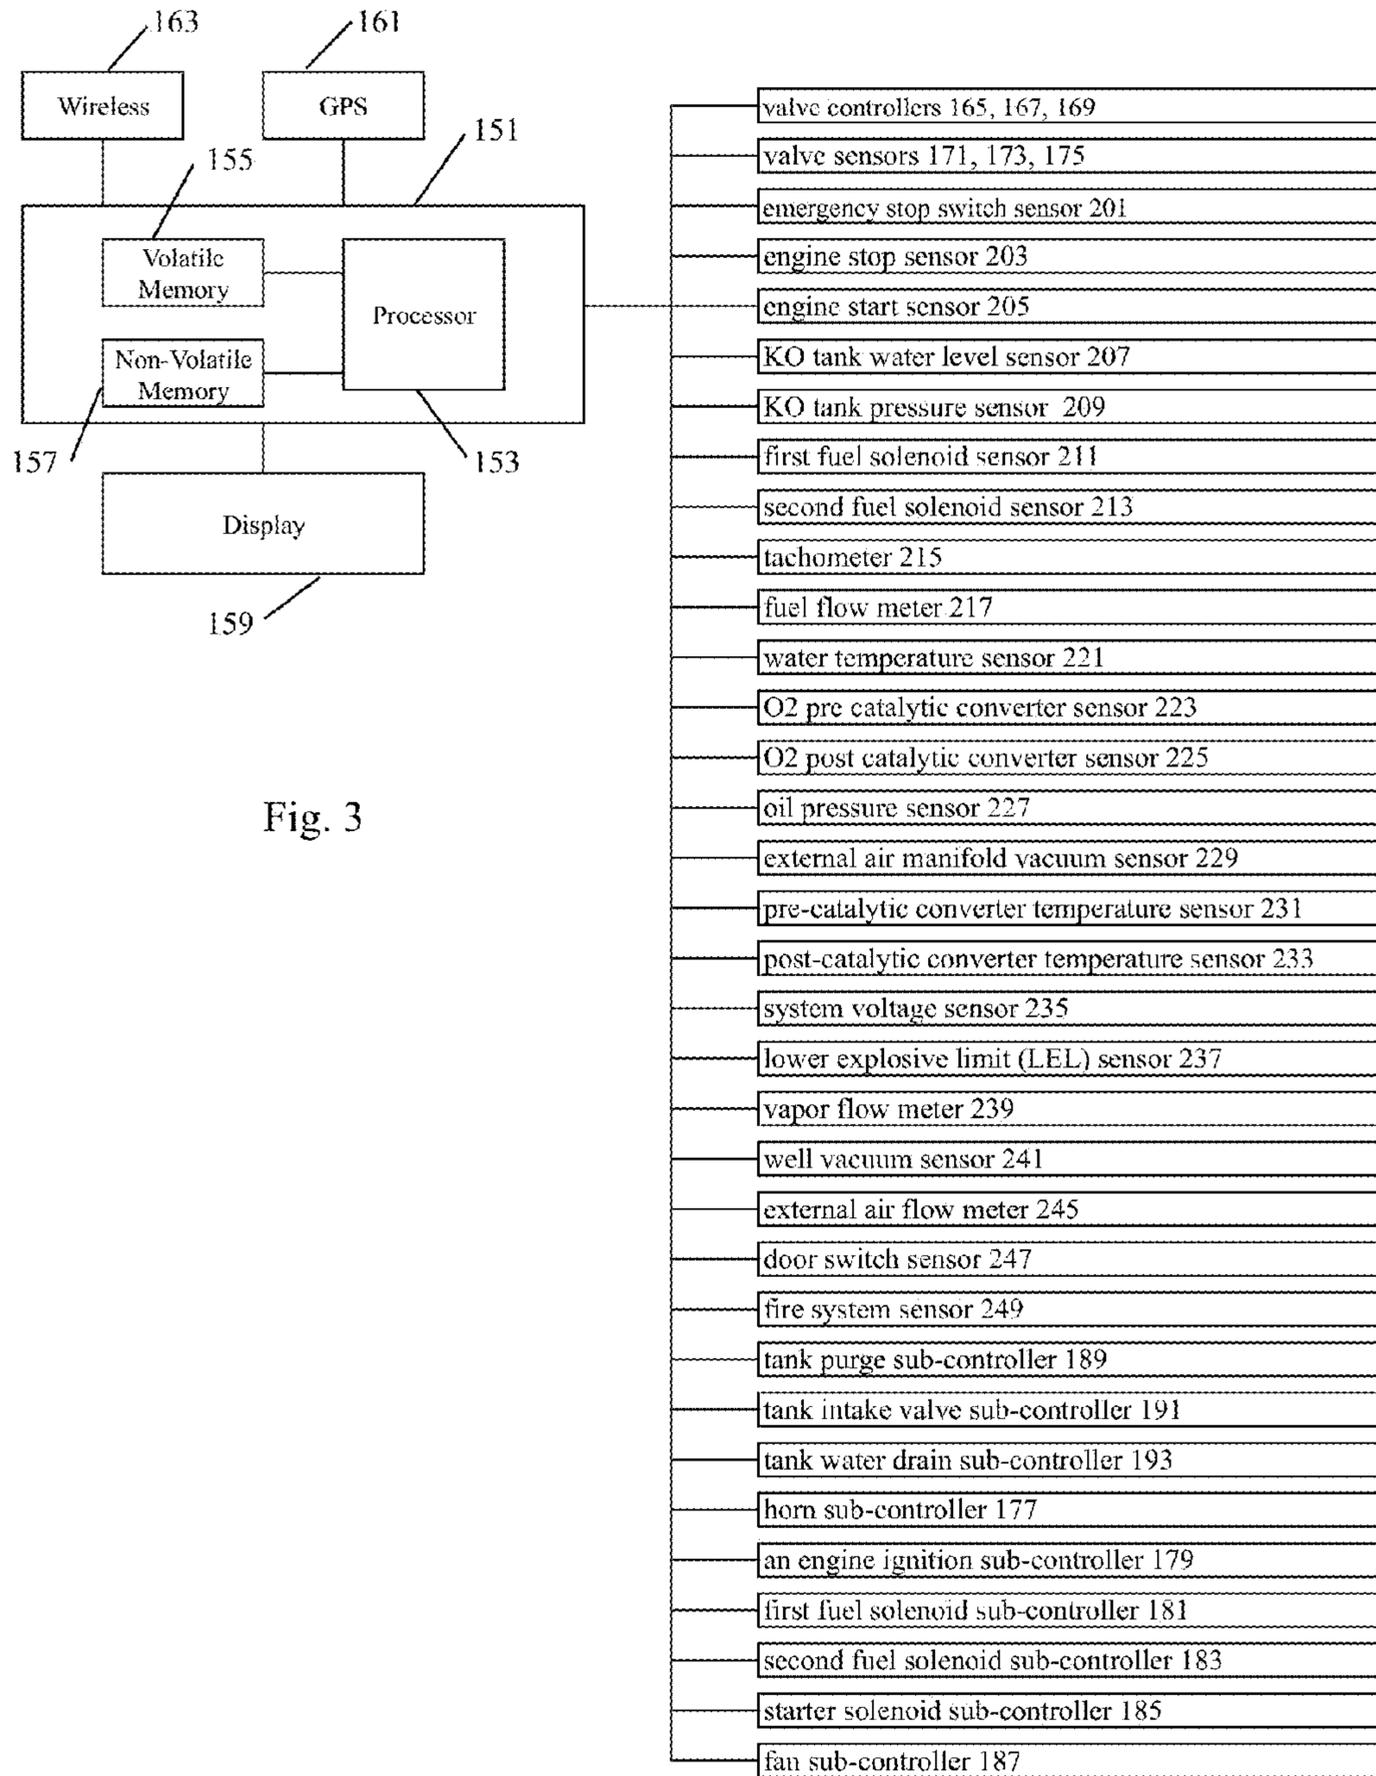 163
161
Wireless
GPS
151
155
Volatile
Memory
Processor
Non-Volatile
Memory
157
153
Display
159
Fig. 3
valve controllers 165, 167, 169
valve sensors 171, 173, 175
emergency stop switch sensor 201
engine stop sensor 203
engine start sensor 205
KO tank water level sensor 207
KO tank pressure sensor 209
first fuel solenoid sensor 211
second fuel solenoid sensor 213
tachometer 215
fuel flow meter 217
water temperature sensor 221
O2 pre catalytic converter sensor 223
O2 post catalytic converter sensor 225
oil pressure sensor 227
external air manifold vacuum sensor 229
pre-catalytic converter temperature sensor 231
post-catalytic converter temperature sensor 233
system voltage sensor 235
lower explosive limit (LEL) sensor 237
vapor flow meter 239
well vacuum sensor 241
external air flow meter 245
door switch sensor 247
fire system sensor 249
tank purge sub-controller 189
tank intake valve sub-controller 191
tank water drain sub-controller 193
horn sub-controller 177
an engine ignition sub-controller 179
first fuel solenoid sub-controller 181
second fuel solenoid sub-controller 183
starter solenoid sub-controller 185
fan sub-controller 187